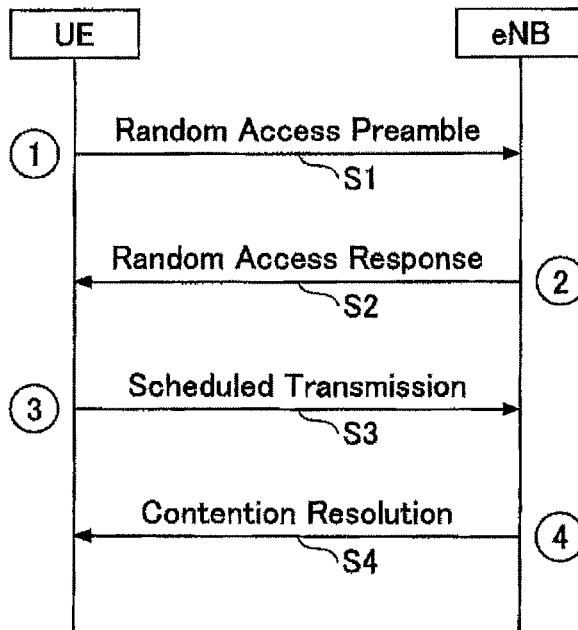 UE
eNB
Random Access Preamble
1
S1
Random Access Response
2
S2
Scheduled Transmission
3
S3
Contention Resolution
4
S4